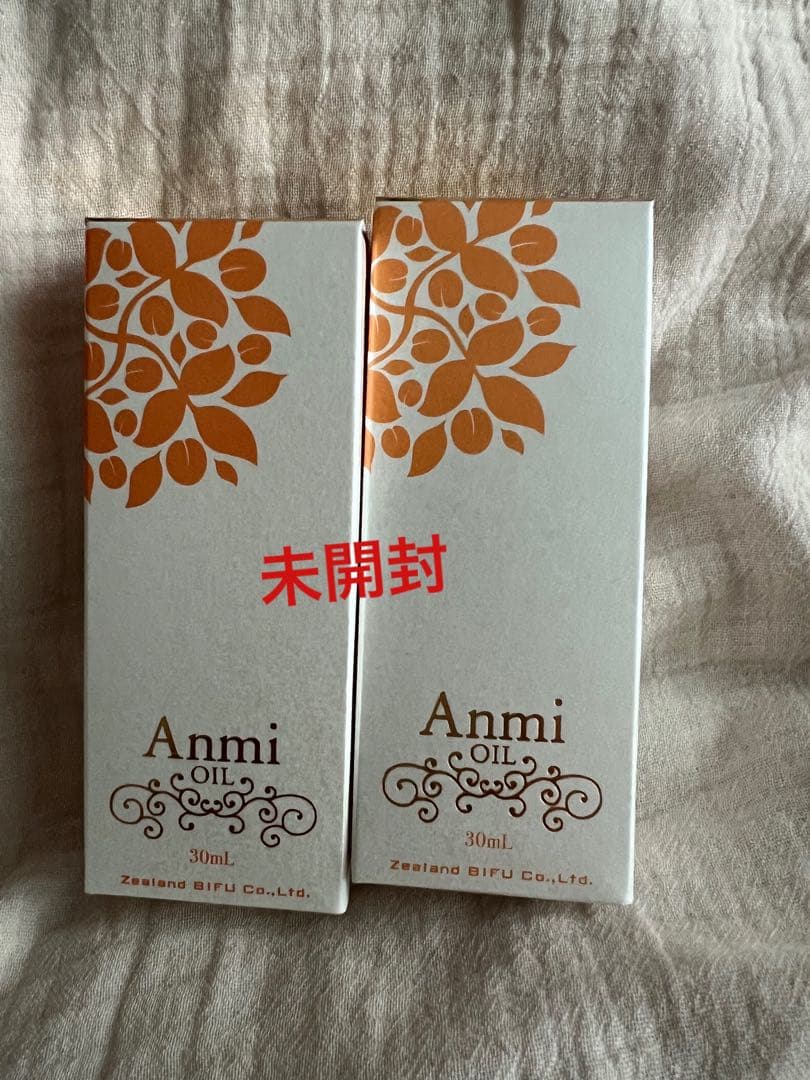 未開封
Anmi
OIL
30mL
Zealand BIFU Co.,Ltd.
Anmi
OIL
30mL
Zealand BIFU Co.,Ltd.